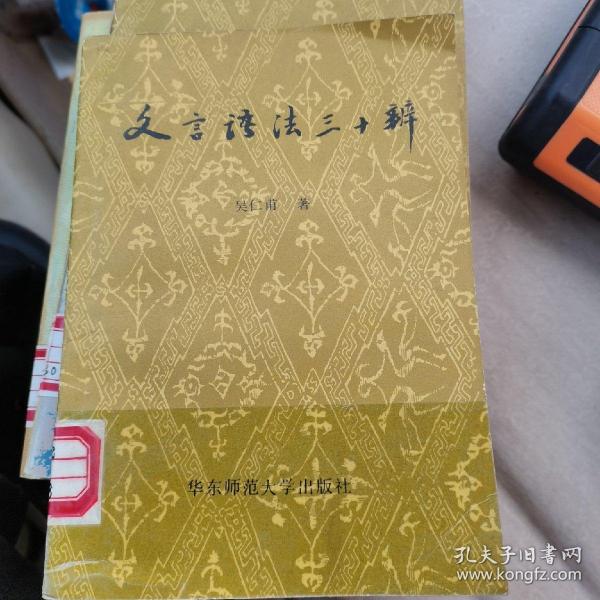 文言语法三十辨
吴仁甫 著
华东师范大学出版社
30
孔夫子旧书网
www.kongfz.com